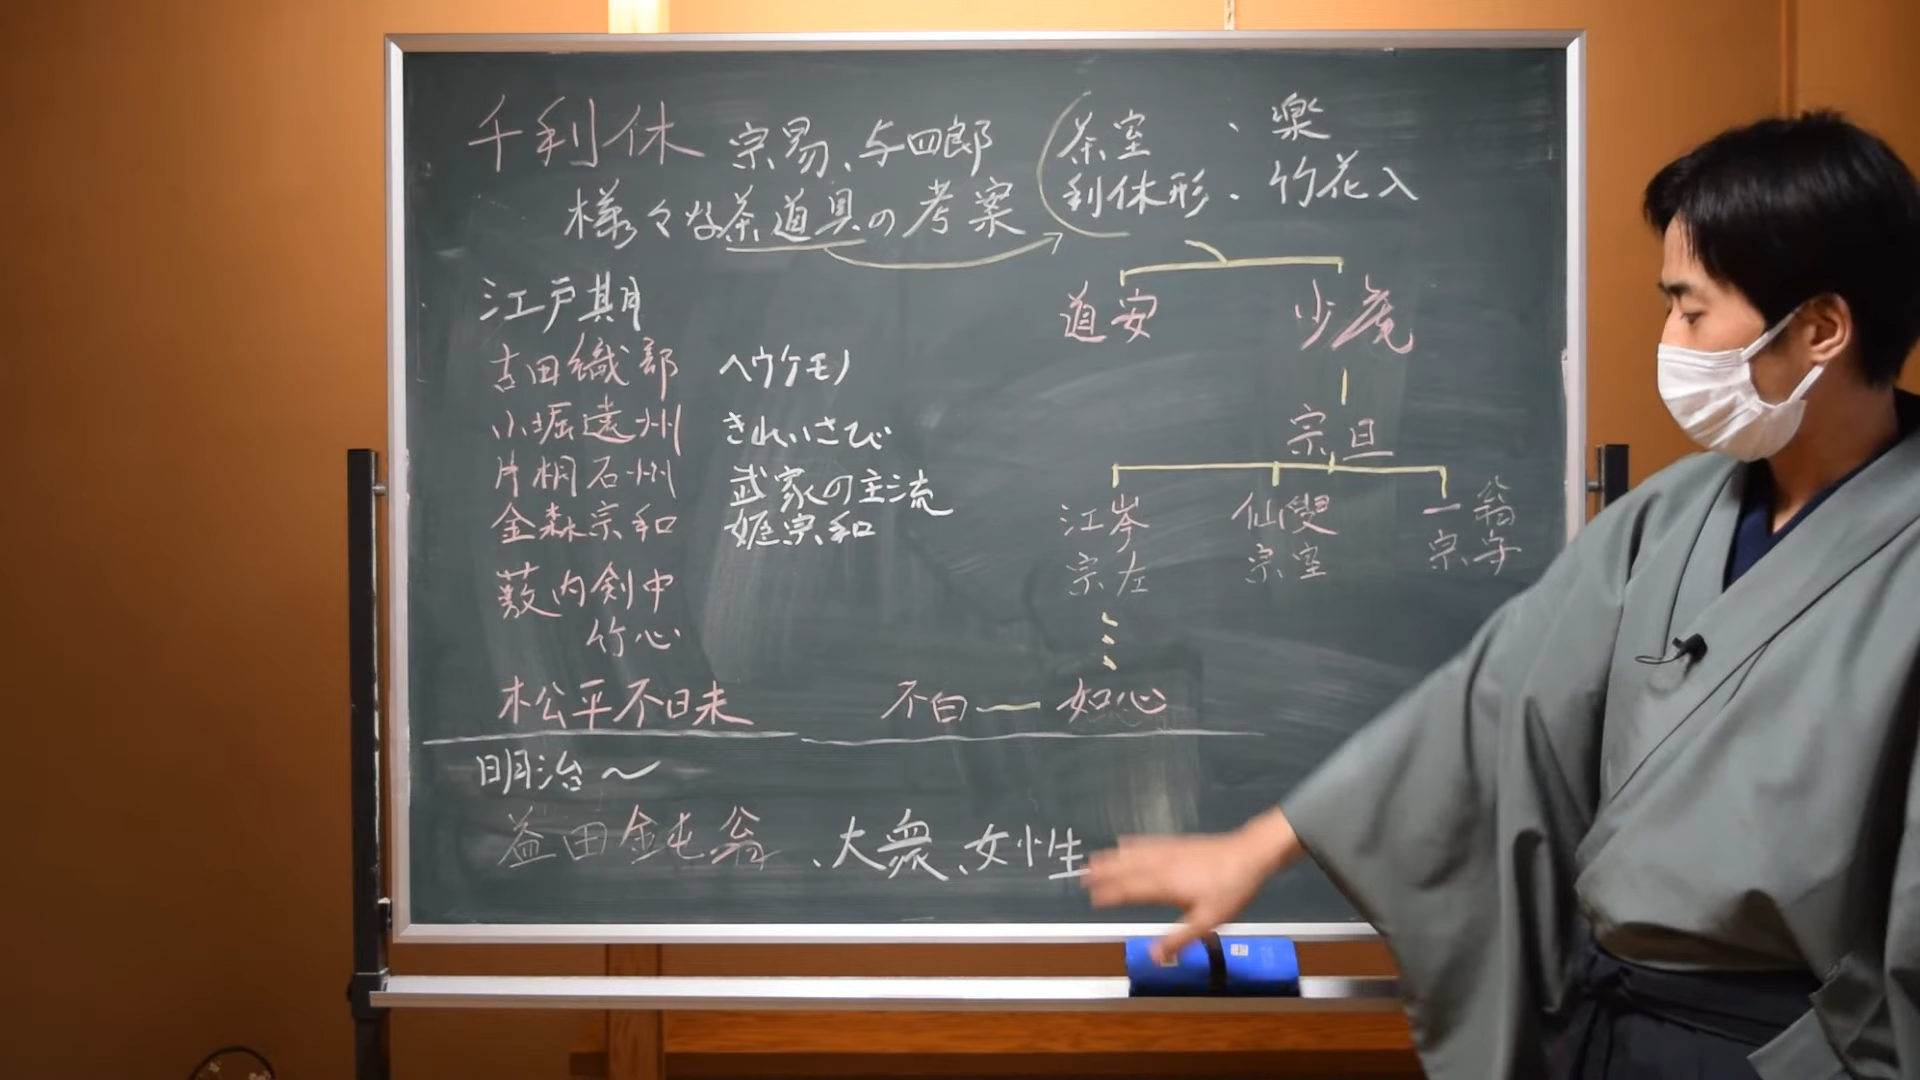 千利休 宗易、与四郎
様々な茶道具の考案
茶室、楽
利休形、竹花入
道安 少庵
宗旦
江岑 仙叟 一翁
宗左 宗室 宗守
江戸期
古田織部 ヘウケモノ
小堀遠州 きれいさび
片桐石州 武家の主流
金森宗和 姫宗和
藪内剣中
竹心
松平不昧 不白 — 如心
明治〜
益田鈍翁、大衆、女性